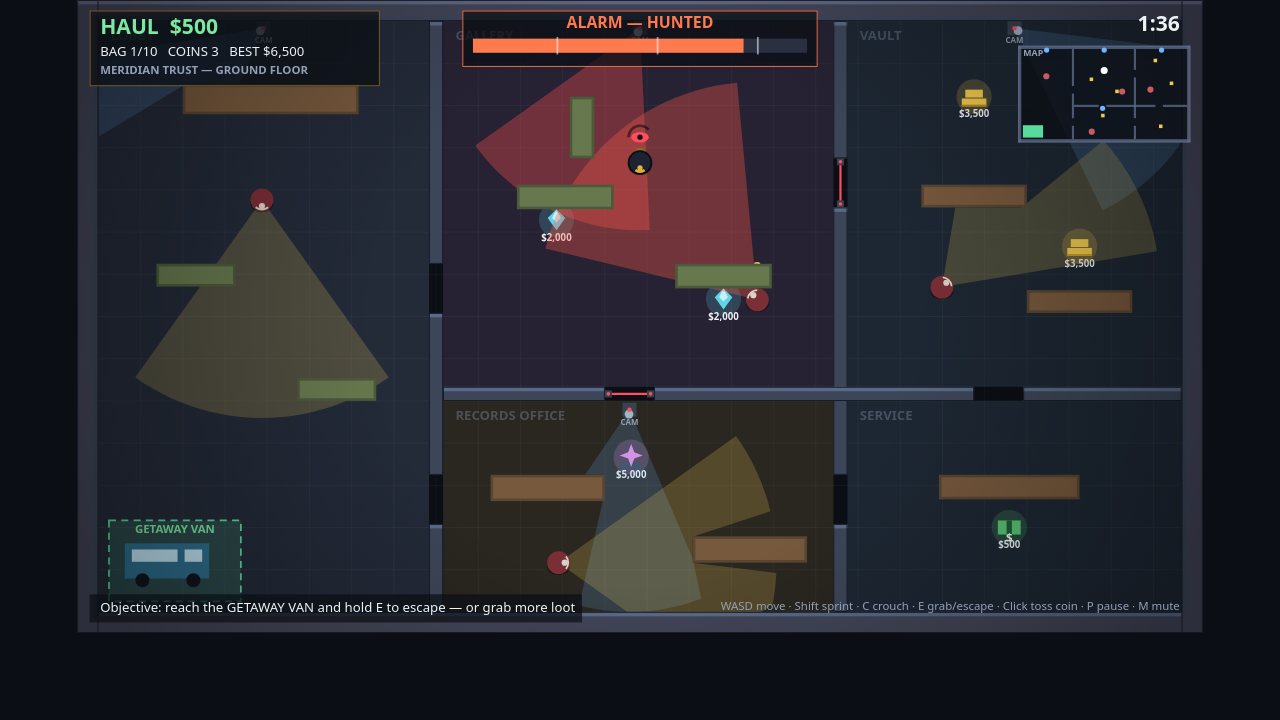 HAUL $500
BAG 1/10 COINS 3 BEST $6,500
MERIDIAN TRUST — GROUND FLOOR
CAM
GALLERY
ALARM — HUNTED
VAULT
CAM
1:36
MAP
$3,500
$2,000
$3,500
$2,000
RECORDS OFFICE
CAM
SERVICE
$5,000
GETAWAY VAN
$
$500
Objective: reach the GETAWAY VAN and hold E to escape — or grab more loot
WASD move · Shift sprint · C crouch · E grab/escape · Click toss coin · P pause · M mute